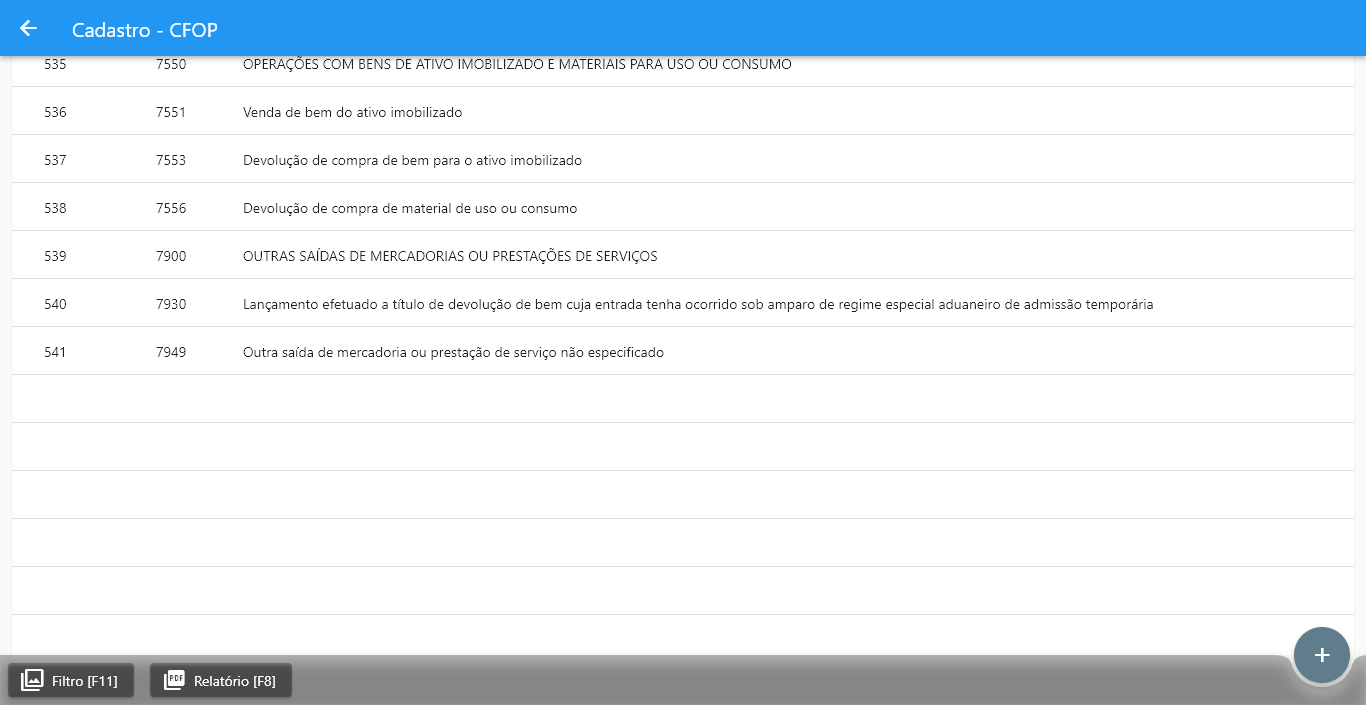 Cadastro - CFOP
535 7550 OPERAÇÕES COM BENS DE ATIVO IMOBILIZADO E MATERIAIS PARA USO OU CONSUMO
536 7551 Venda de bem do ativo imobilizado
537 7553 Devolução de compra de bem para o ativo imobilizado
538 7556 Devolução de compra de material de uso ou consumo
539 7900 OUTRAS SAÍDAS DE MERCADORIAS OU PRESTAÇÕES DE SERVIÇOS
540 7930 Lançamento efetuado a título de devolução de bem cuja entrada tenha ocorrido sob amparo de regime especial aduaneiro de admissão temporária
541 7949 Outra saída de mercadoria ou prestação de serviço não especificado
Filtro [F11] PDF Relatório [F8]